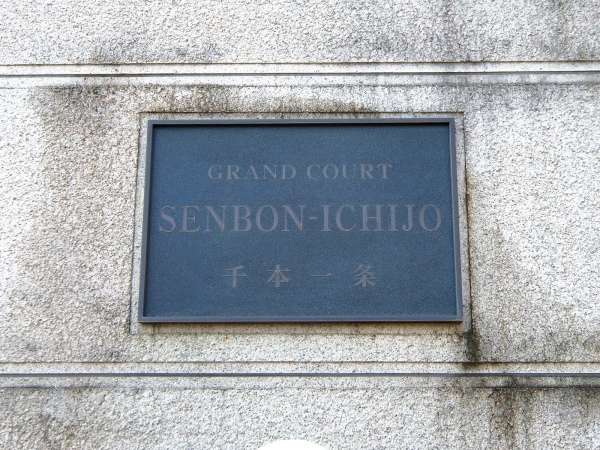 GRAND COURT
SENBON-ICHIJO
千本一条